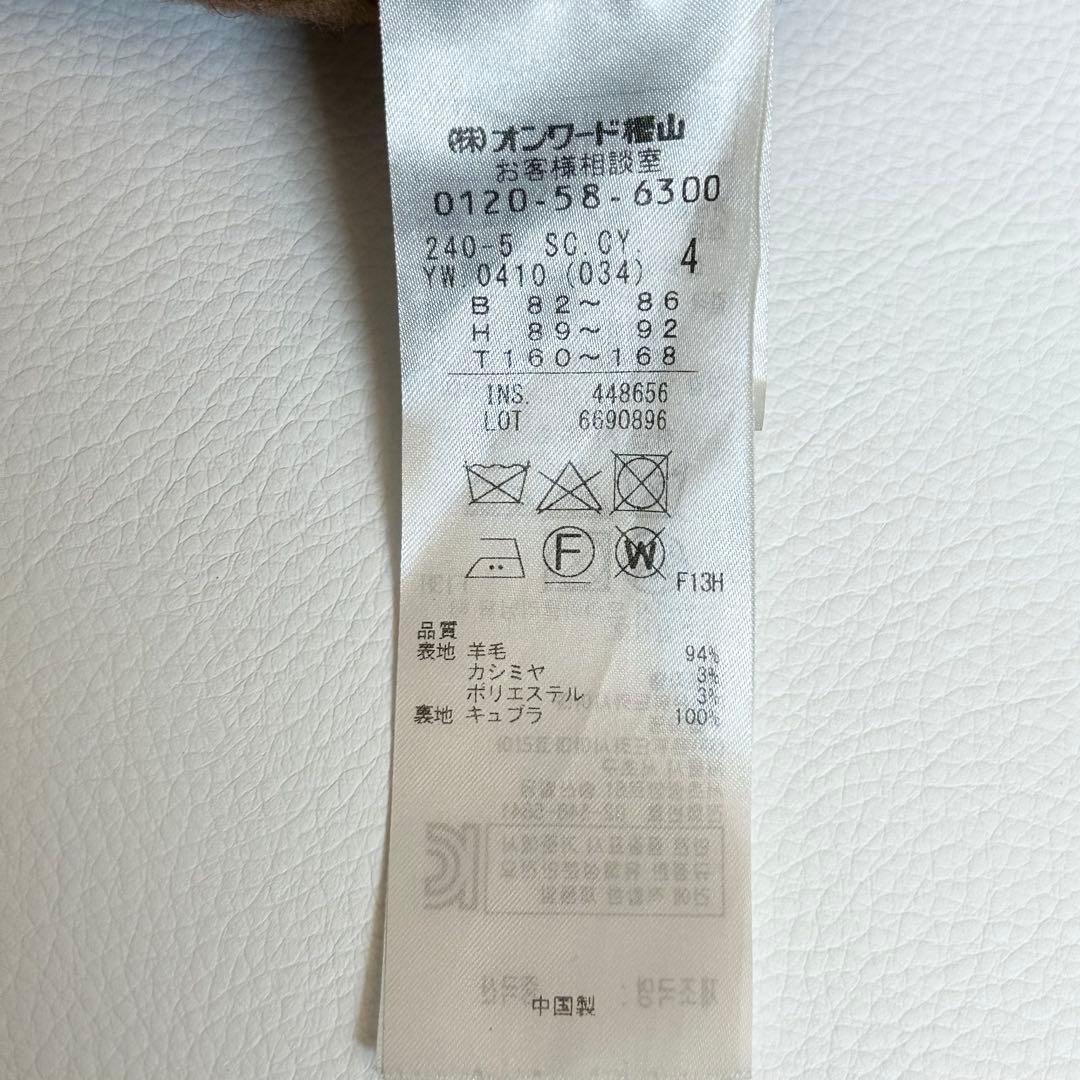 (株)オンワード樫山
お客様相談室
0120-58-6300
240-5 SC.CY. 4
YW.0410 (034)
B 82～ 86
H 89～ 92
T160～168
INS. 448656
LOT 6690896
F W F13H
品質
表地 羊毛 94%
カシミヤ 3%
ポリエステル 3%
裏地 キュプラ 100%
中国製